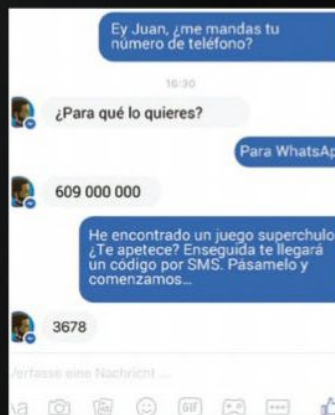 Ey Juan, ¿me mandas tu
número de teléfono?
16:30
¿Para qué lo quieres?
Para WhatsAp
609 000 000
He encontrado un juego superchulo
¿Te apetece? Enseguida te llegará
un código por SMS. Pásamelo y
comenzamos...
3678
Verfasse eine Nachricht ...
Aa
GIF